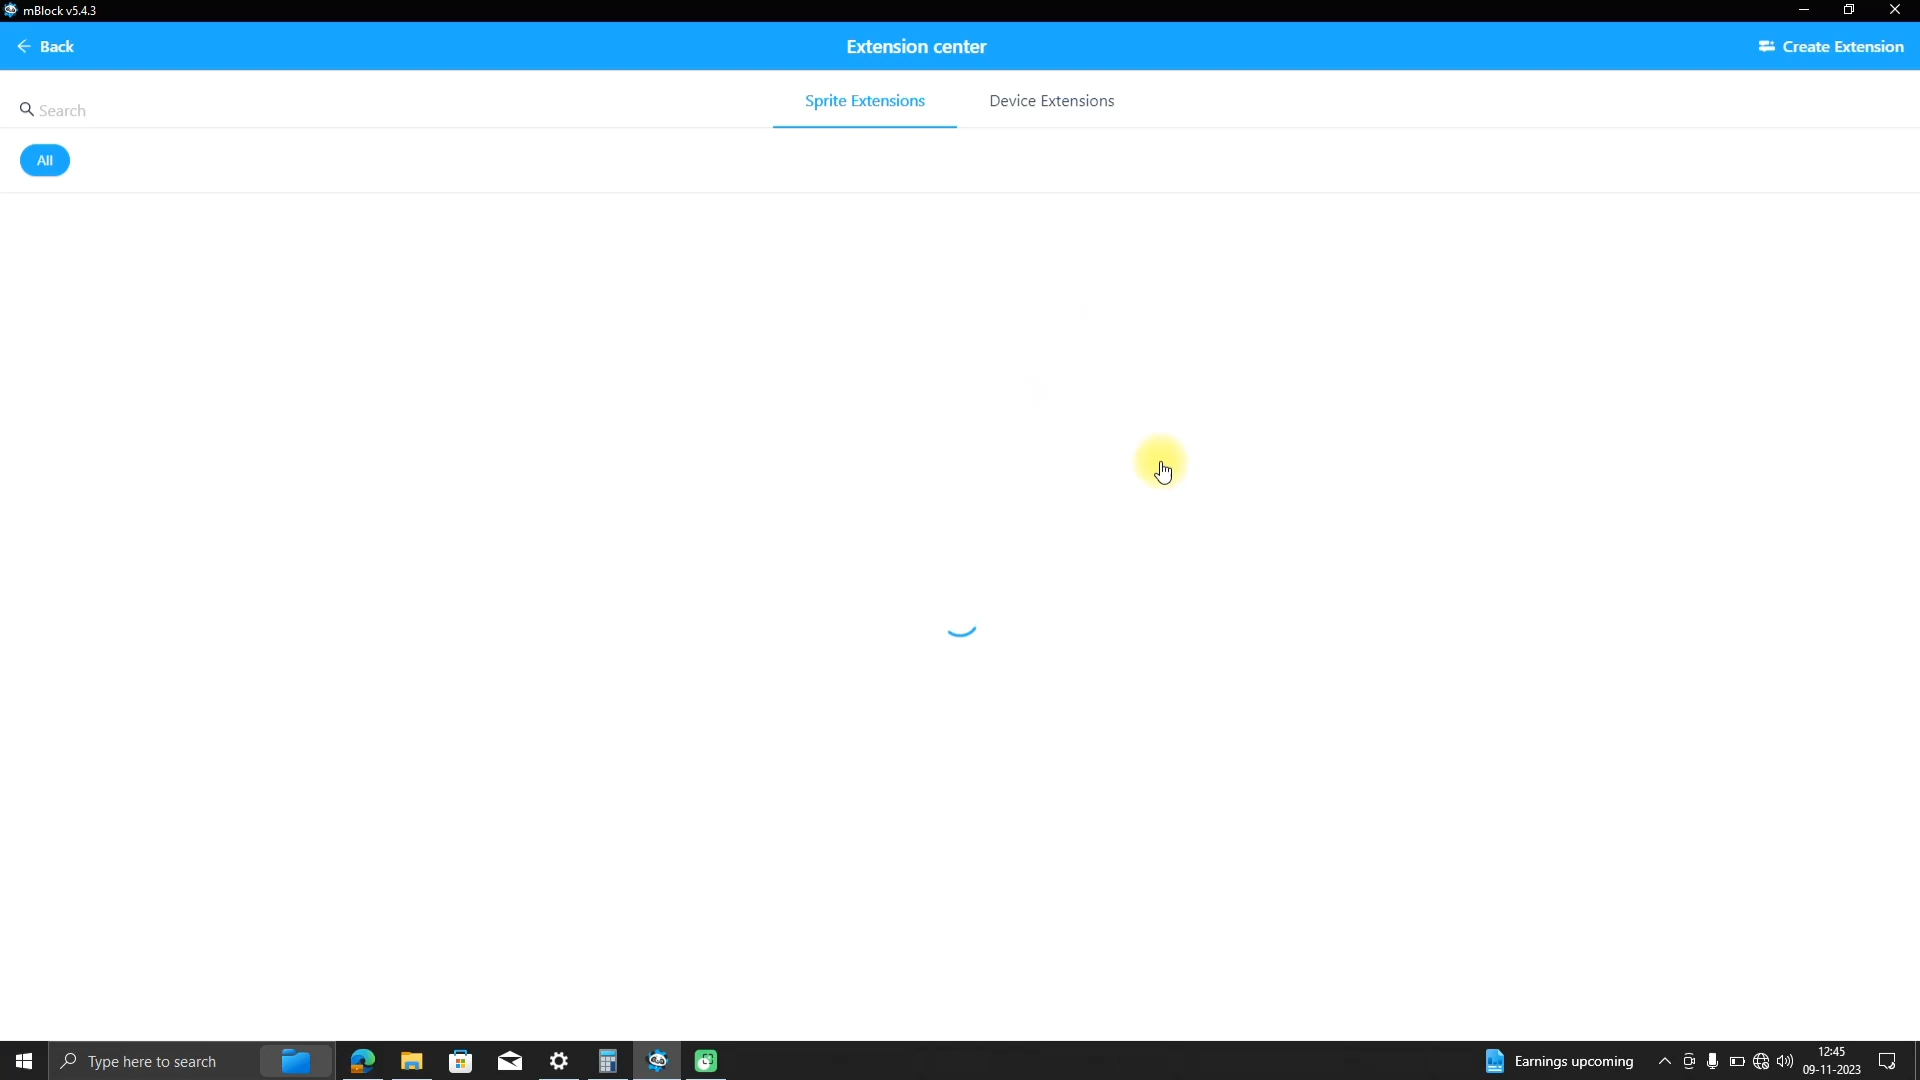 mBlock v5.4.3
Back
Extension center
Create Extension
Search
Sprite Extensions
Device Extensions
All
Type here to search
Earnings upcoming
12:45
09-11-2023